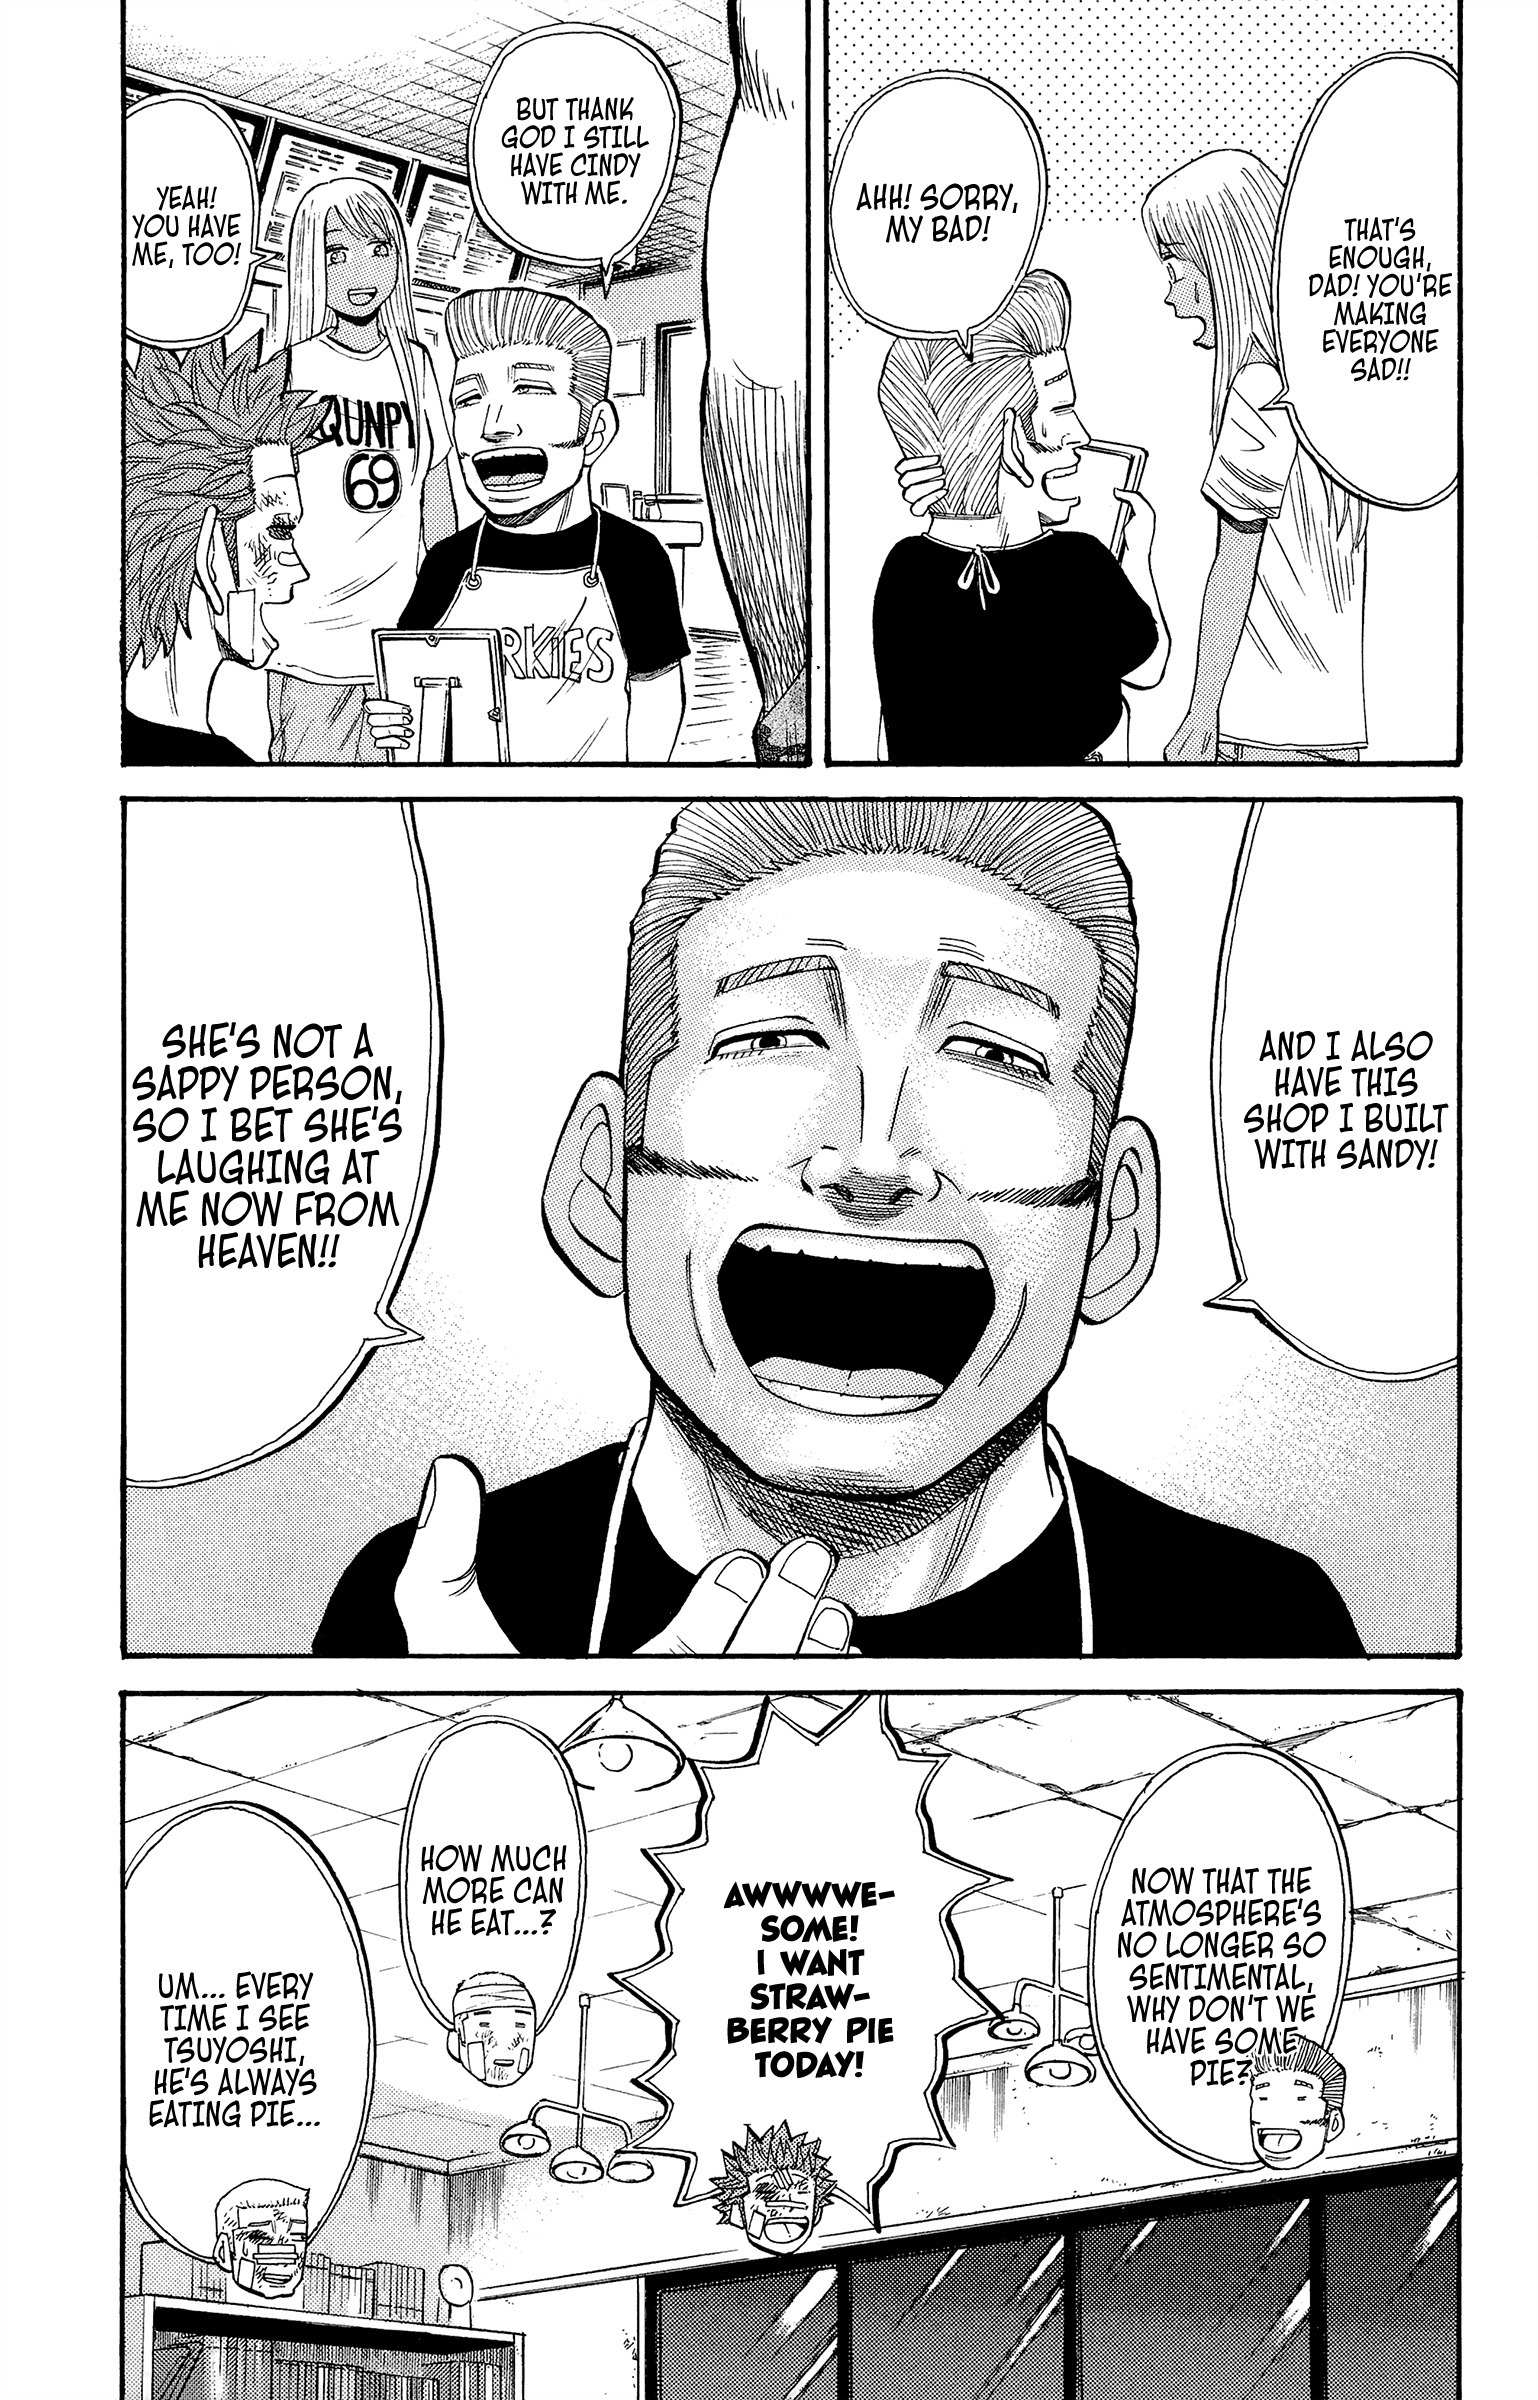 THAT'S
ENOUGH,
DAD! YOU'RE
MAKING
EVERYONE
SAD!!
AHH! SORRY,
MY BAD!
BUT THANK
GOD I STILL
HAVE CINDY
WITH ME.
YEAH!
YOU HAVE
ME, TOO!
QUNPY
69
RKIES
AND I ALSO
HAVE THIS
SHOP I BUILT
WITH SANDY!
SHE'S NOT A
SAPPY PERSON,
SO I BET SHE'S
LAUGHING AT
ME NOW FROM
HEAVEN!!
NOW THAT THE
ATMOSPHERE'S
NO LONGER SO
SENTIMENTAL,
WHY DON'T WE
HAVE SOME
PIE?
AWWWWE-
SOME!
I WANT
STRAW-
BERRY PIE
TODAY!
HOW MUCH
MORE CAN
HE EAT...?
UM... EVERY
TIME I SEE
TSUYOSHI,
HE'S ALWAYS
EATING PIE...